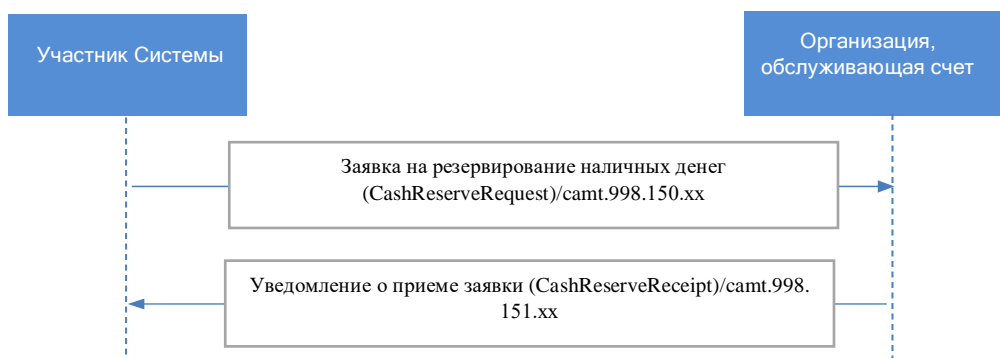 Участник Системы
Организация,
обслуживающая счет
Заявка на резервирование наличных денег
(CashReserveRequest)/camt.998.150.xx
Уведомление о приеме заявки (CashReserveReceipt)/camt.998.
151.xx